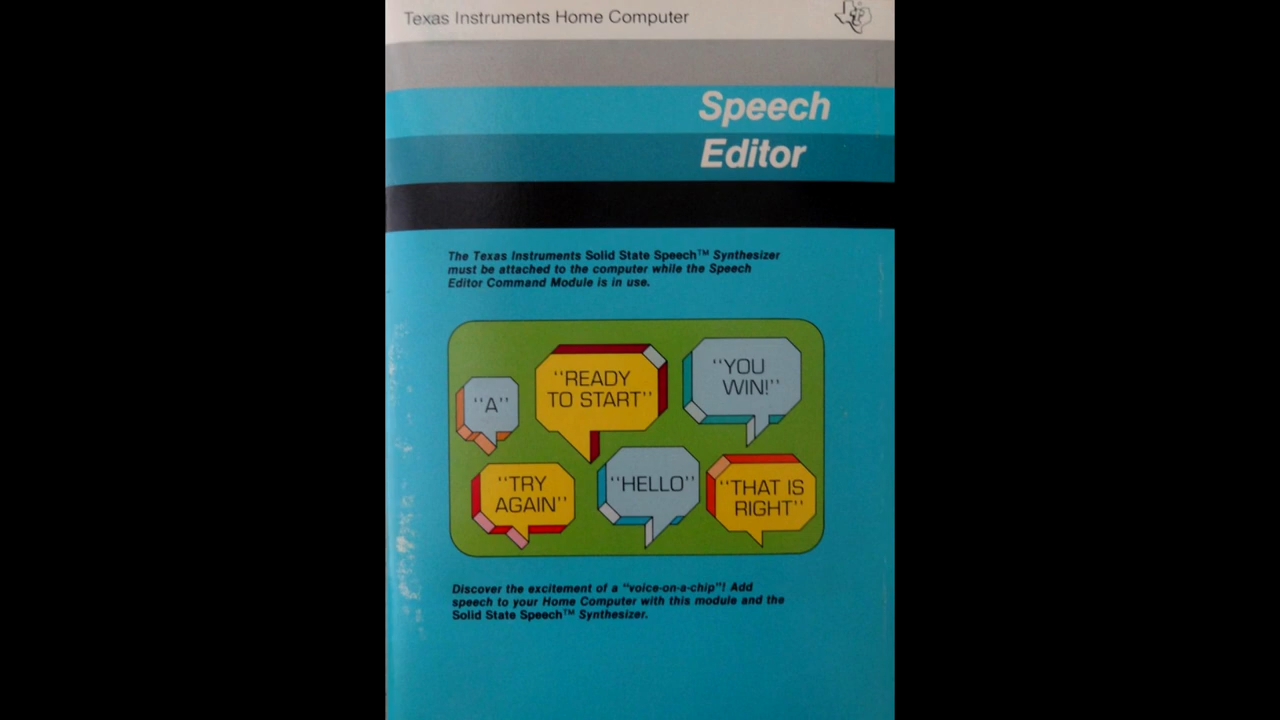 Texas Instruments Home Computer
Speech
Editor
The Texas Instruments Solid State Speech™ Synthesizer
must be attached to the computer while the Speech
Editor Command Module is in use.
"A"
"READY
TO START"
"YOU
WIN!"
"TRY
AGAIN"
"HELLO"
"THAT IS
RIGHT"
Discover the excitement of a "voice-on-a-chip"! Add
speech to your Home Computer with this module and the
Solid State Speech™ Synthesizer.